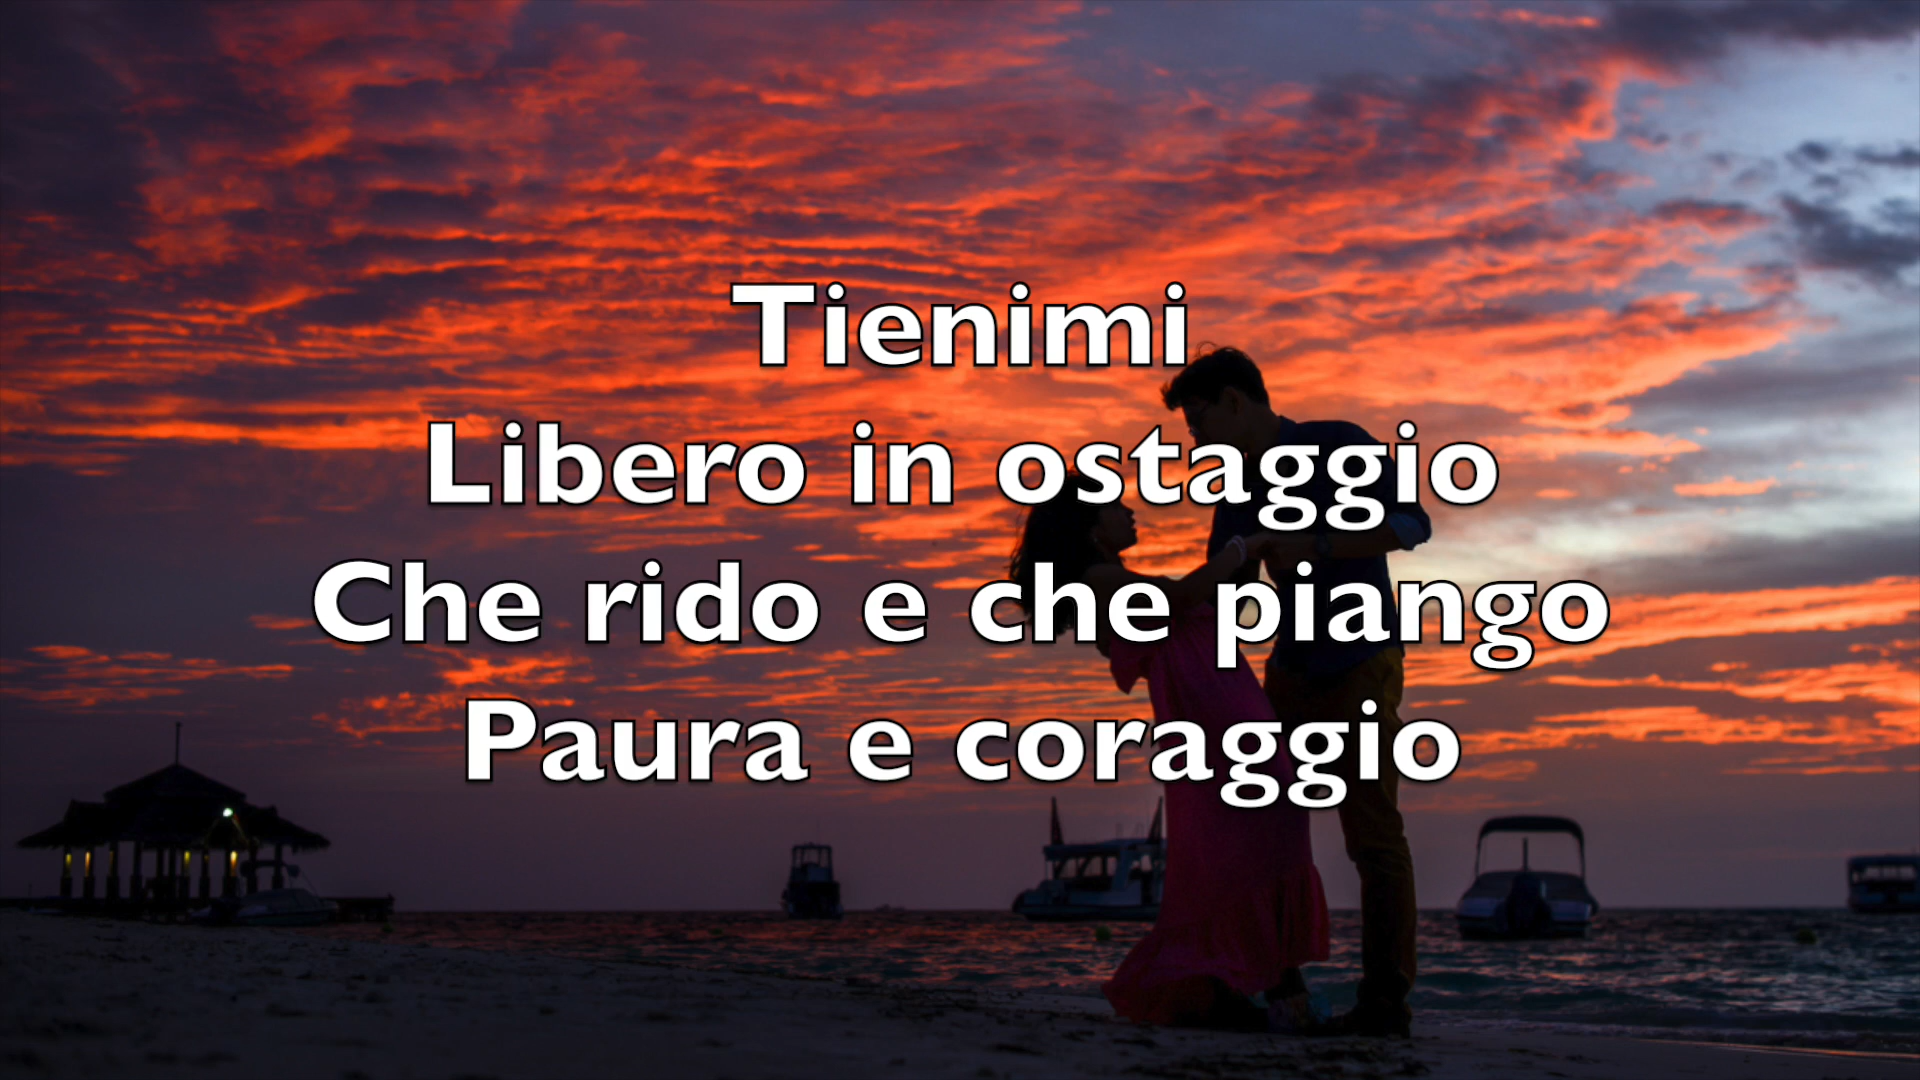 Tienimi
Libero in ostaggio
Che rido e che piango
Paura e coraggio